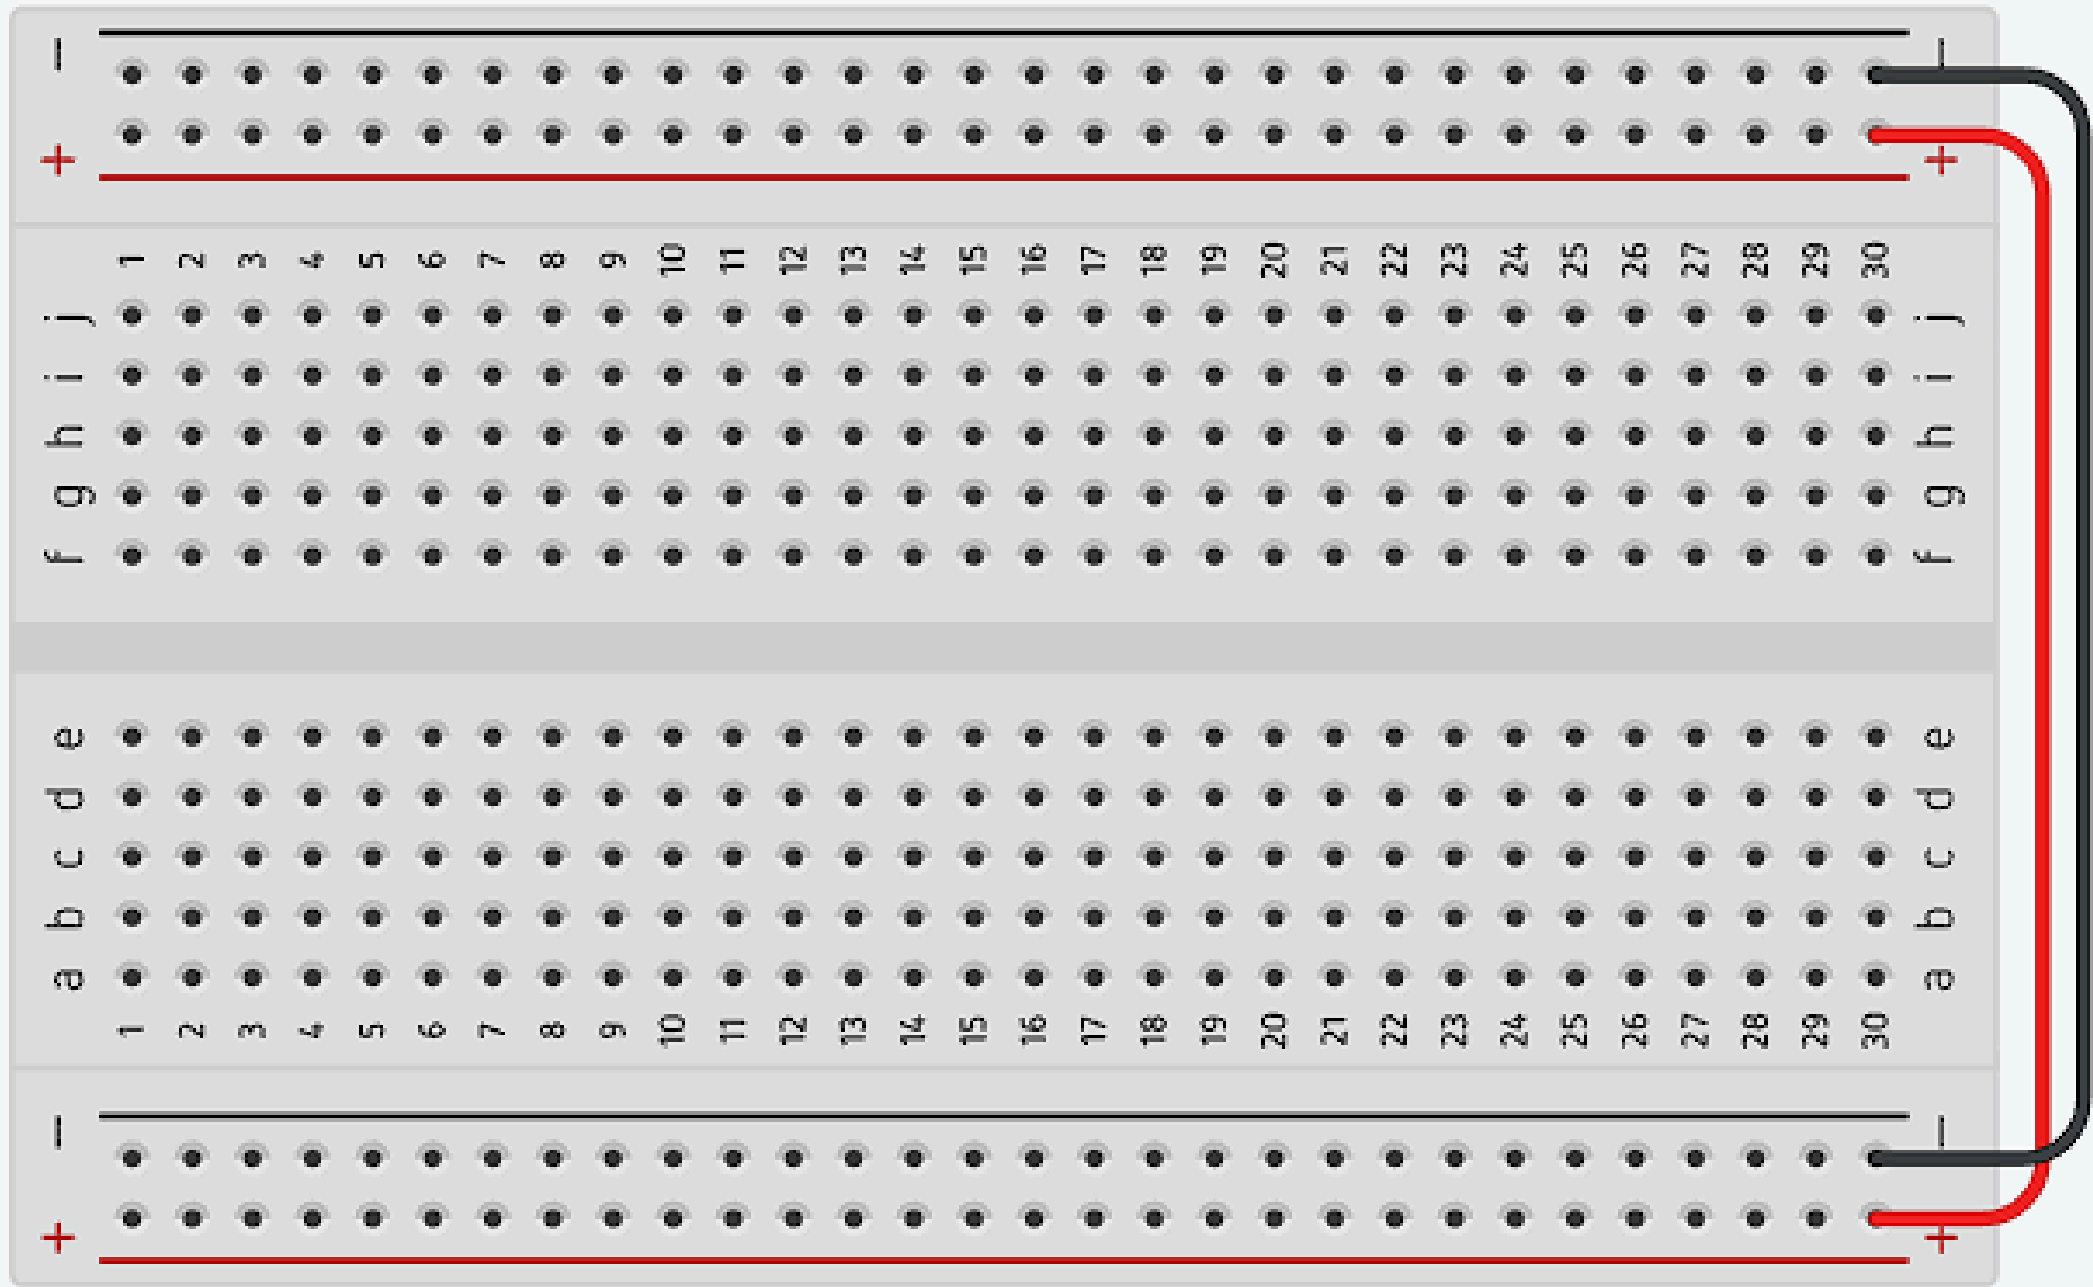 − −
+ +
1 2 3 4 5 6 7 8 9 10 11 12 13 14 15 16 17 18 19 20 21 22 23 24 25 26 27 28 29 30
j j
i i
h h
g g
f f
e e
d d
c c
b b
a a
1 2 3 4 5 6 7 8 9 10 11 12 13 14 15 16 17 18 19 20 21 22 23 24 25 26 27 28 29 30
− −
+ +